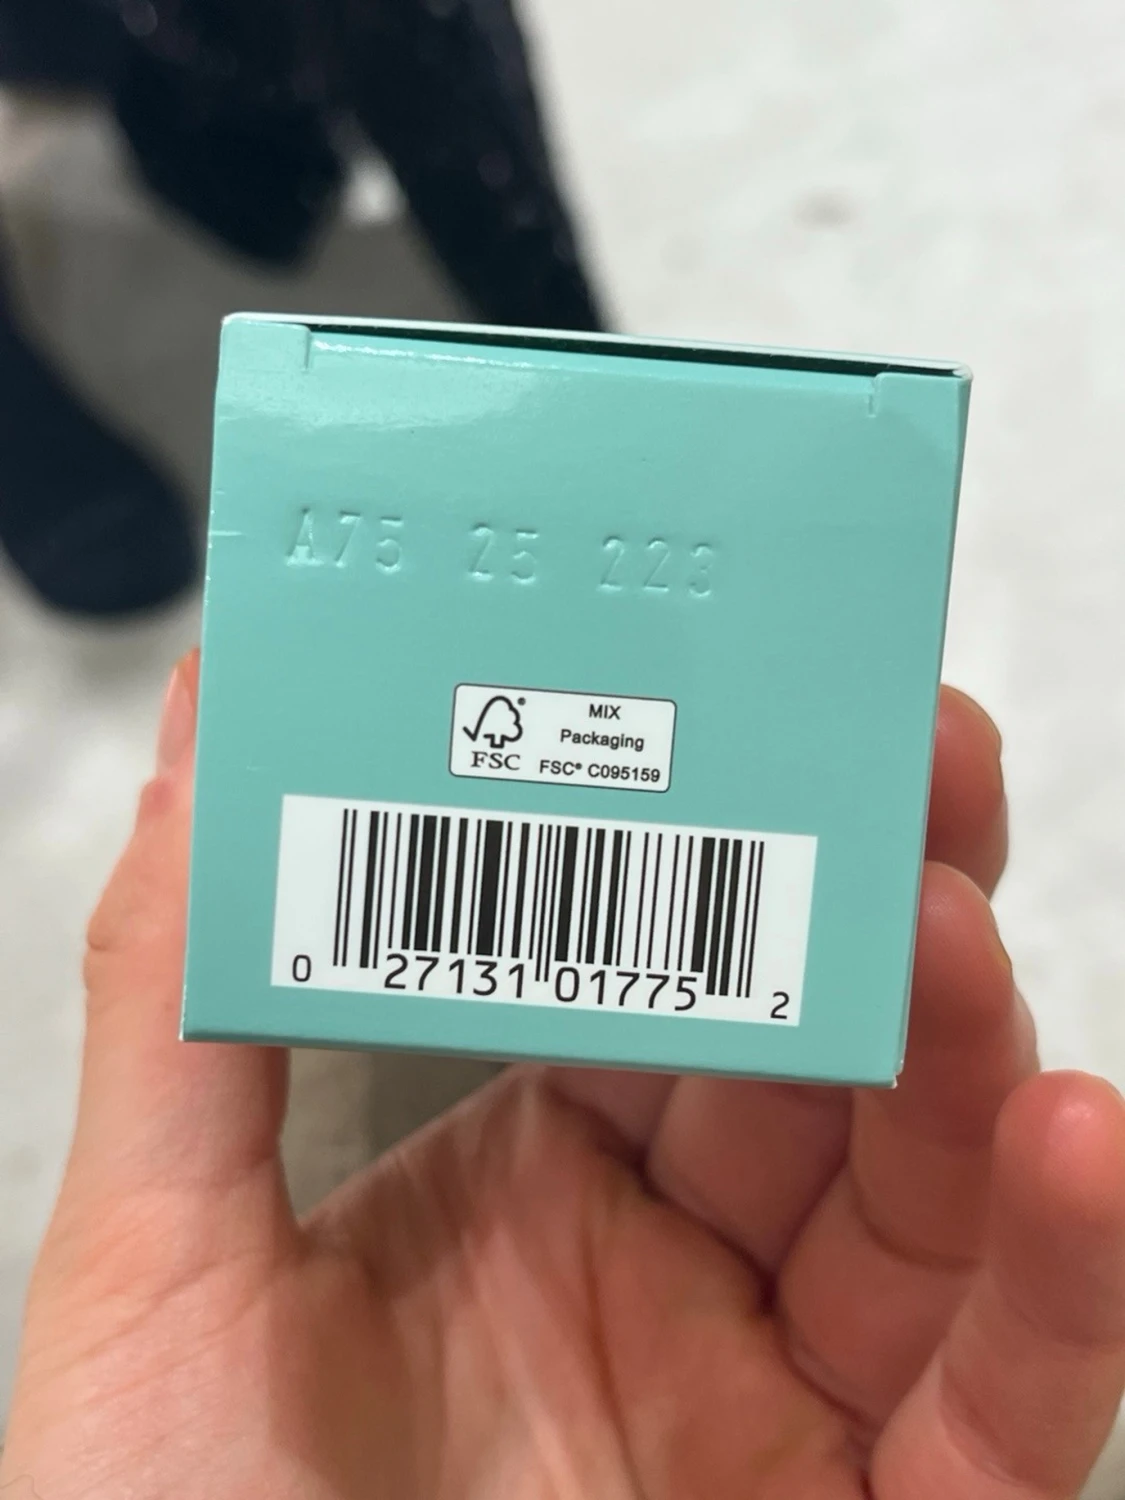 A75 25 223
MIX
Packaging
FSC® C095159
FSC
0 27131 01775 2